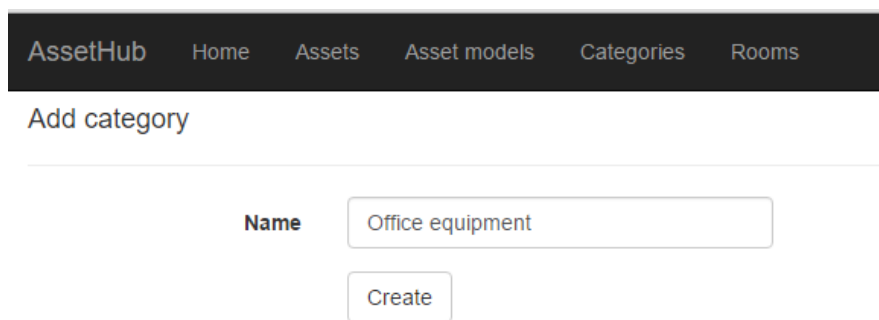 AssetHub Home Assets Asset models Categories Rooms
Add category
Name Office equipment
Create